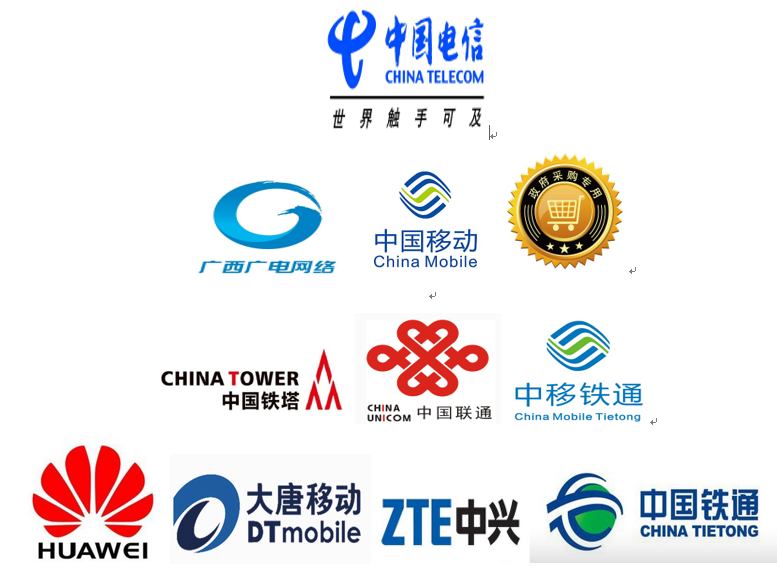 中国电信
CHINA TELECOM
世界触手可及
广西广电网络
中国移动
China Mobile
政府采购专用
CHINA TOWER
中国铁塔
CHINA
UNICOM
中国联通
中移铁通
China Mobile Tietong
HUAWEI
大唐移动
DTmobile
ZTE中兴
中国铁通
CHINA TIETONG